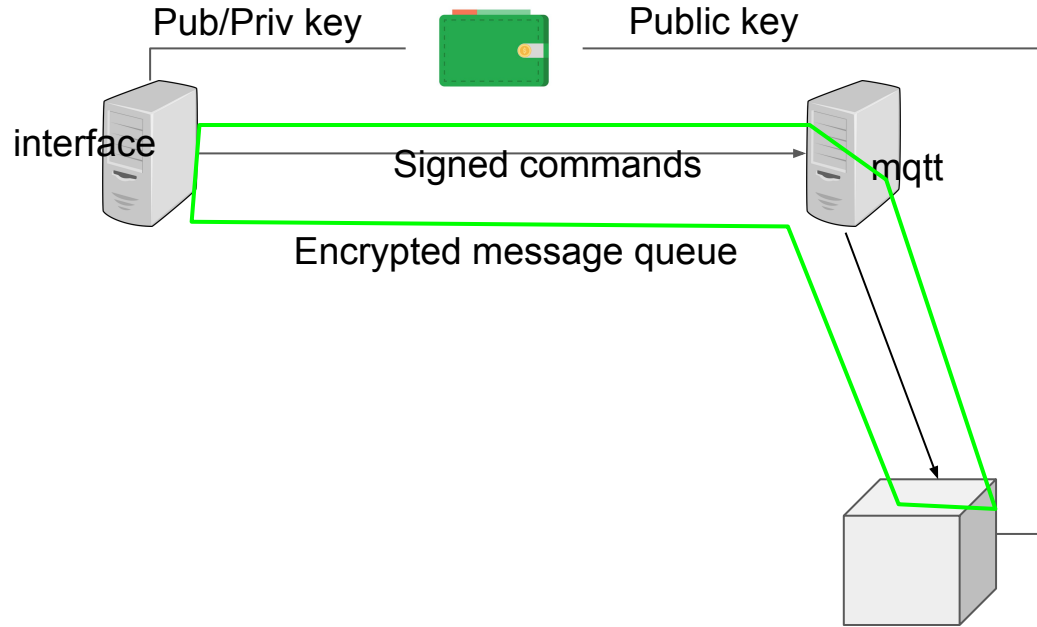 Pub/Priv key
Public key
interface
Signed commands
mqtt
Encrypted message queue